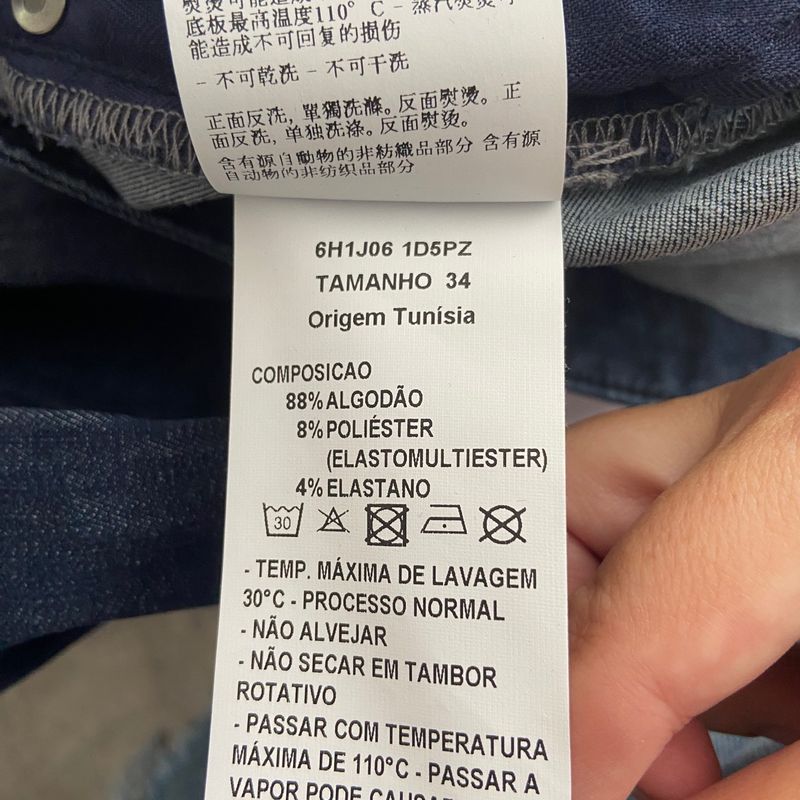 底板最高温度110° C - 蒸汽熨烫可
能造成不可回复的损伤
- 不可乾洗 - 不可干洗
正面反洗, 單獨洗滌。反面熨燙。正
面反洗, 单独洗涤。反面熨烫。
含有源自動物的非紡織品部分 含有源
自动物的非纺织品部分
6H1J06 1D5PZ
TAMANHO 34
Origem Tunísia
COMPOSICAO
88% ALGODÃO
8% POLIÉSTER
(ELASTOMULTIESTER)
4% ELASTANO
30
- TEMP. MÁXIMA DE LAVAGEM
30°C - PROCESSO NORMAL
- NÃO ALVEJAR
- NÃO SECAR EM TAMBOR
ROTATIVO
- PASSAR COM TEMPERATURA
MÁXIMA DE 110°C - PASSAR A
VAPOR PODE CAUSAR